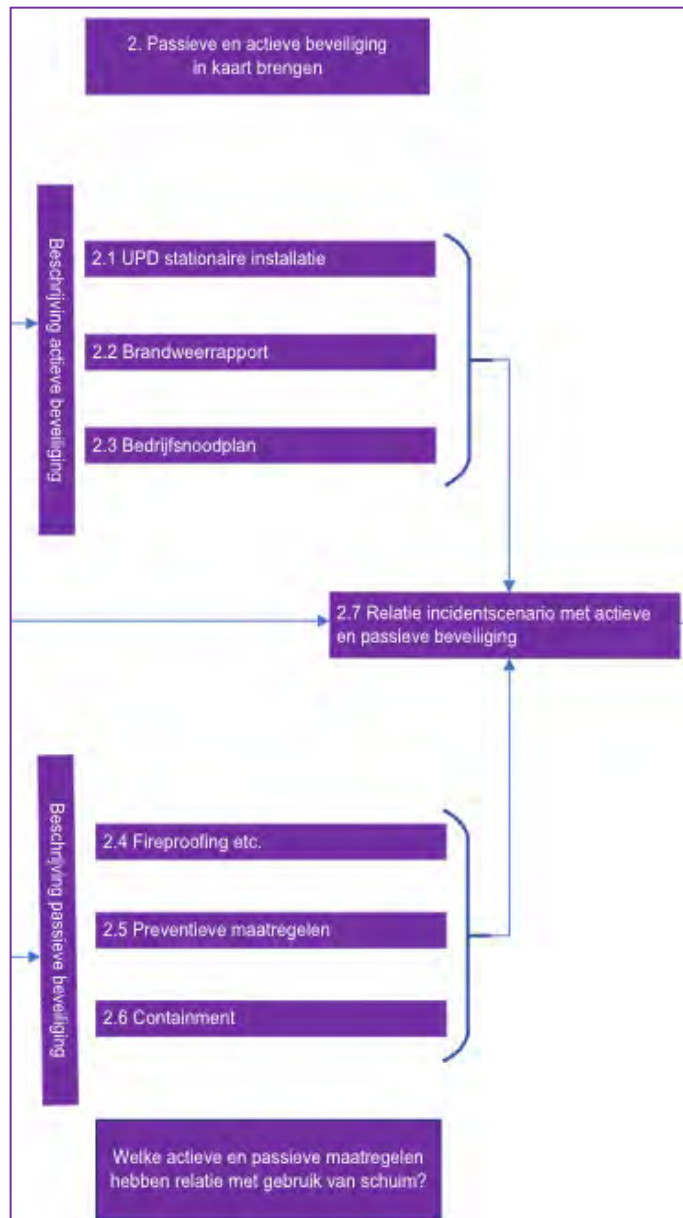 2. Passieve en actieve beveiliging
in kaart brengen
Beschrijving actieve beveiliging
2.1 UPD stationaire installatie
2.2 Brandweerrapport
2.3 Bedrijfsnoodplan
2.7 Relatie incidentscenario met actieve
en passieve beveiliging
Beschrijving passieve beveiliging
2.4 Fireproofing etc.
2.5 Preventieve maatregelen
2.6 Containment
Welke actieve en passieve maatregelen
hebben relatie met gebruik van schuim?